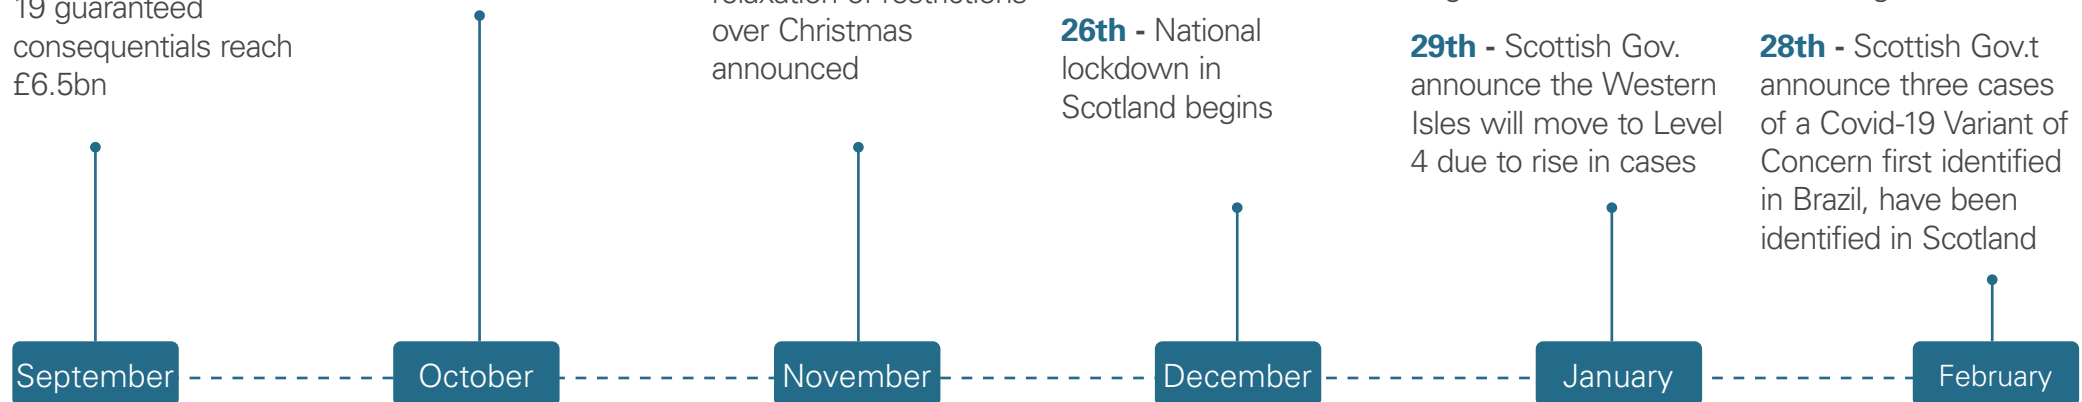 19 guaranteed
consequentials reach
£6.5bn
relaxation of restrictions
over Christmas
announced
26th - National
lockdown in
Scotland begins
29th - Scottish Gov.
announce the Western
Isles will move to Level
4 due to rise in cases
28th - Scottish Gov.t
announce three cases
of a Covid-19 Variant of
Concern first identified
in Brazil, have been
identified in Scotland
September
October
November
December
January
February